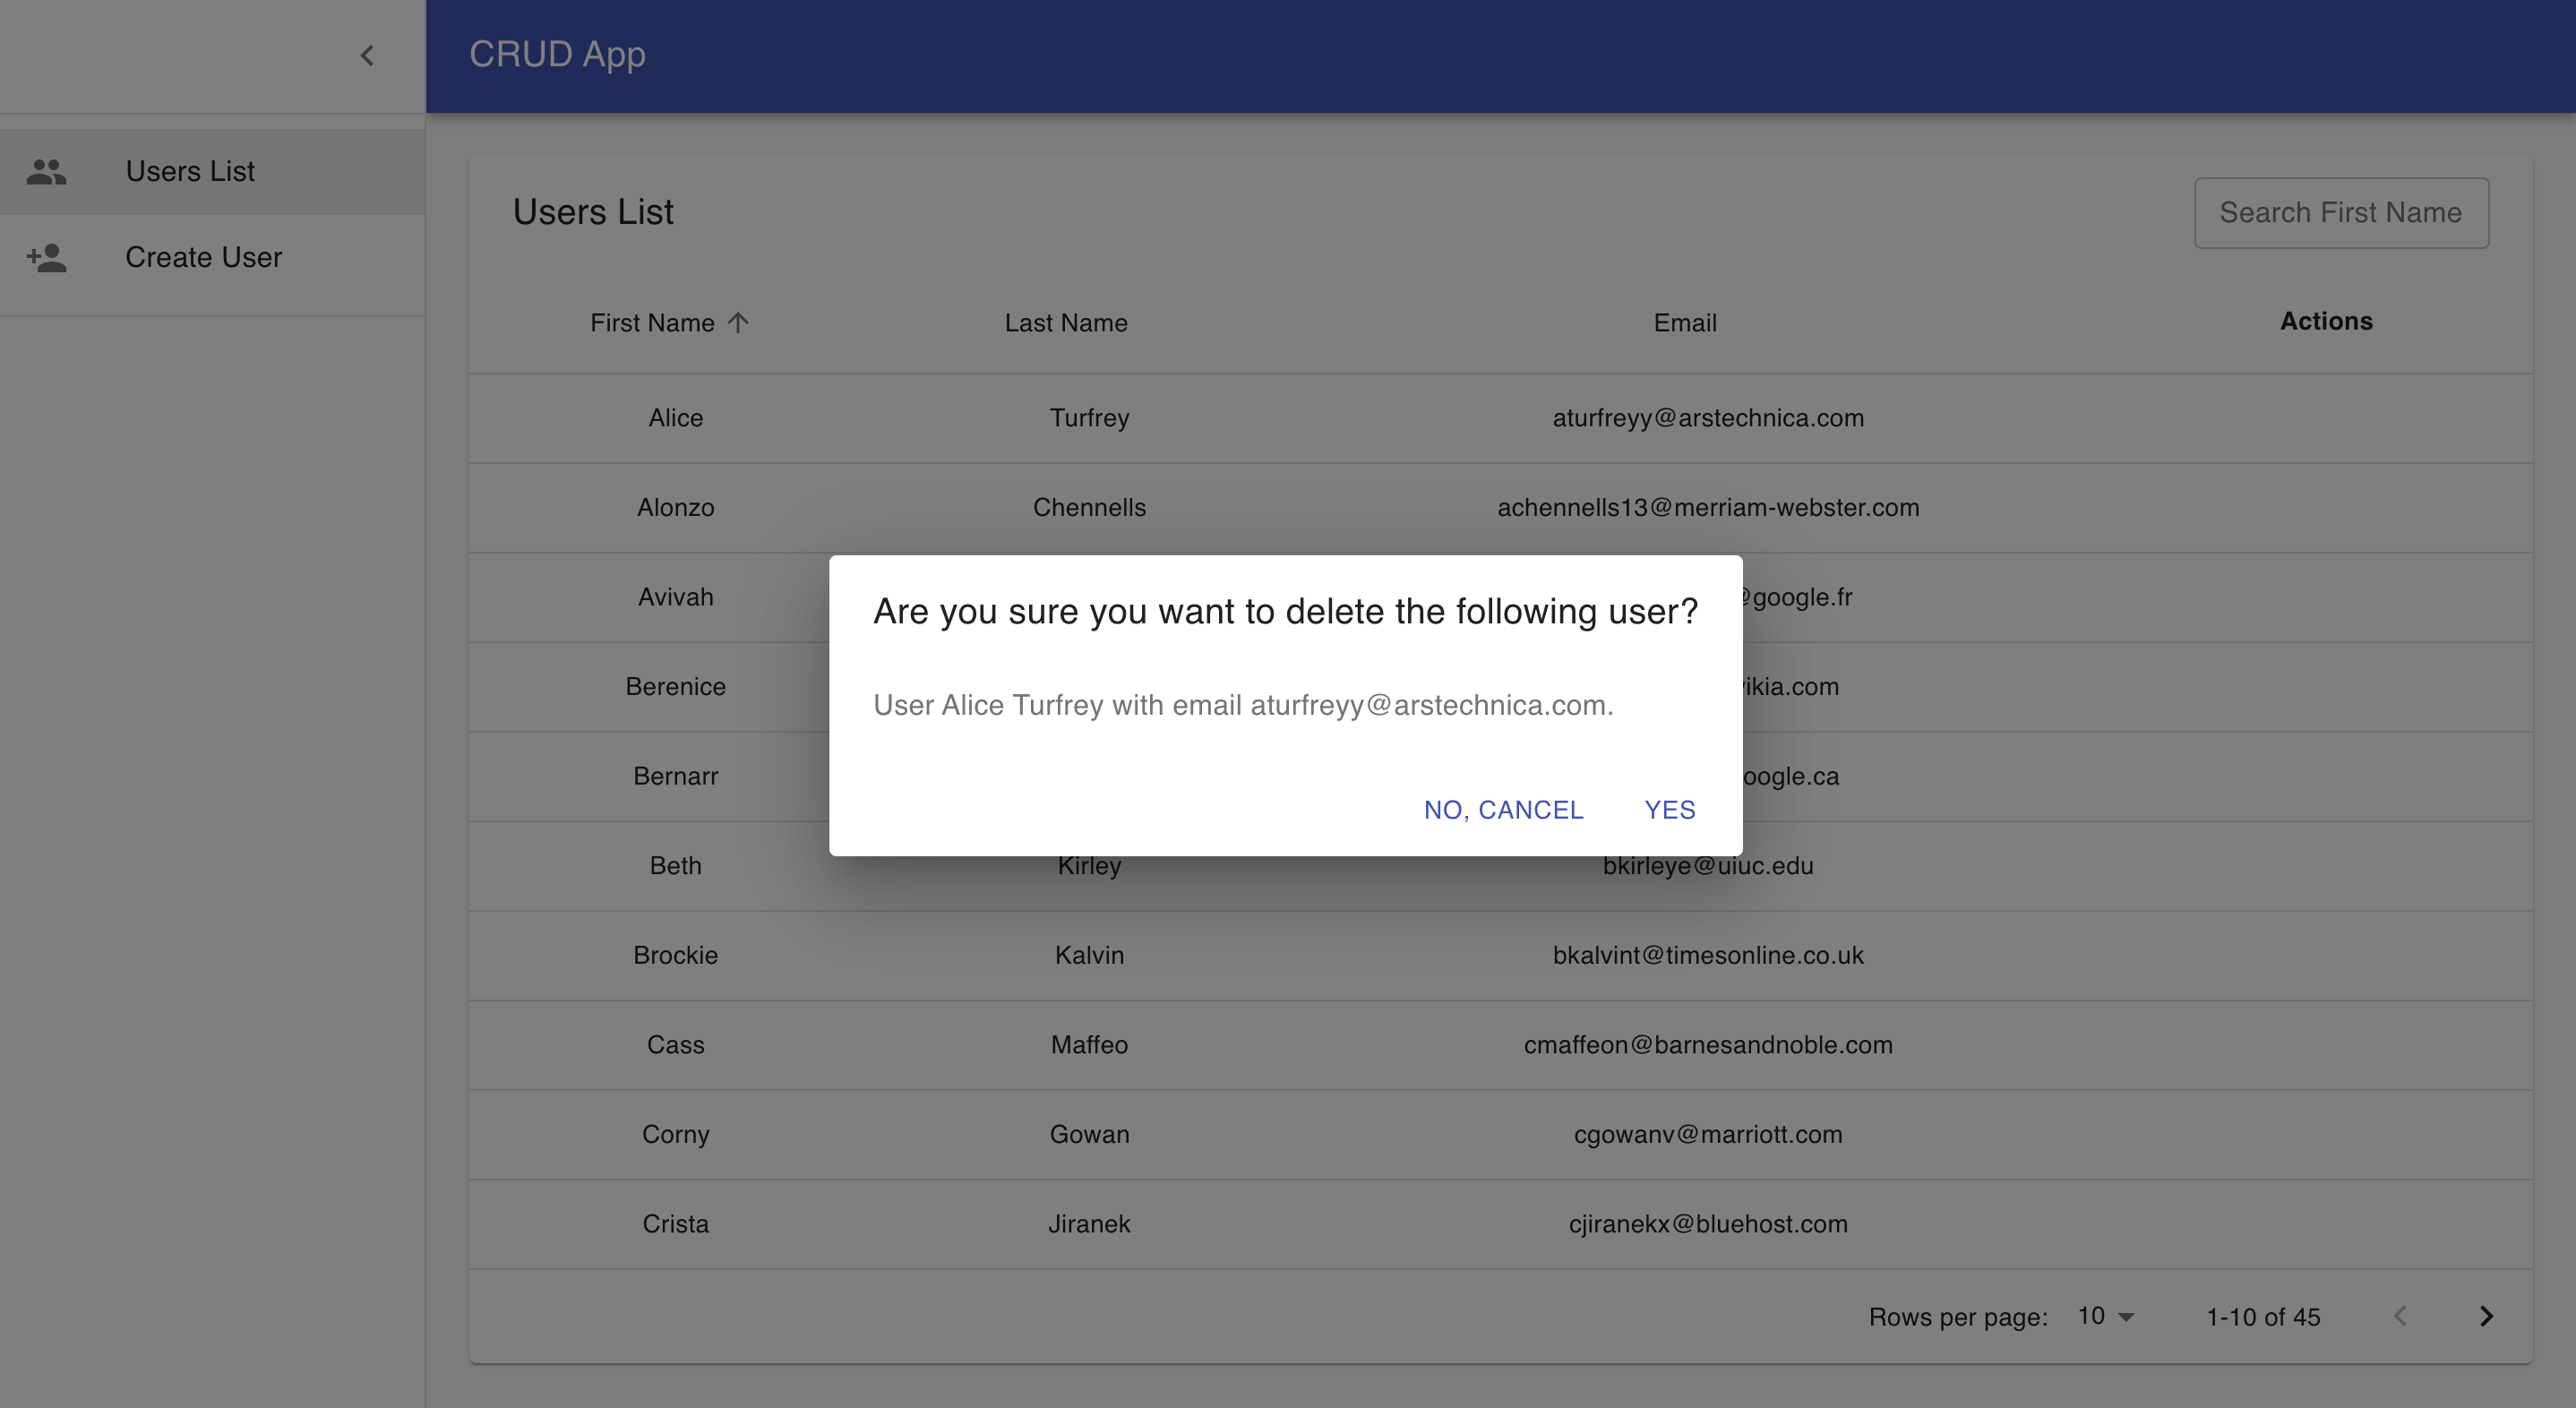 CRUD App
Users List
Create User
Users List
Search First Name
First Name Last Name Email Actions
Alice Turfrey aturfreyy@arstechnica.com
Alonzo Chennells achennells13@merriam-webster.com
Avivah @google.fr
Berenice ikia.com
Bernarr oogle.ca
Beth Kirley bkirleye@uiuc.edu
Brockie Kalvin bkalvint@timesonline.co.uk
Cass Maffeo cmaffeon@barnesandnoble.com
Corny Gowan cgowanv@marriott.com
Crista Jiranek cjiranekx@bluehost.com
Rows per page: 10 1-10 of 45
Are you sure you want to delete the following user?
User Alice Turfrey with email aturfreyy@arstechnica.com.
NO, CANCEL YES